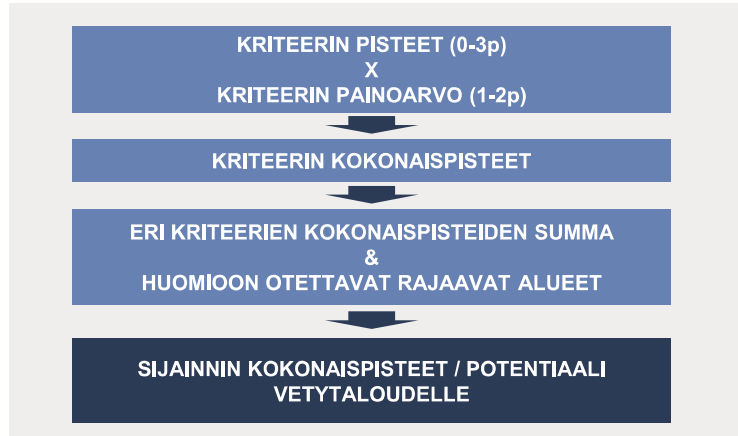 KRITEERIN PISTEET (0-3p)
X
KRITEERIN PAINOARVO (1-2p)
KRITEERIN KOKONAISPISTEET
ERI KRITEERIEN KOKONAISPISTEIDEN SUMMA
&
HUOMIOON OTETTAVAT RAJAAVAT ALUEET
SIJAINNIN KOKONAISPISTEET / POTENTIAALI
VETYTALOUDELLE